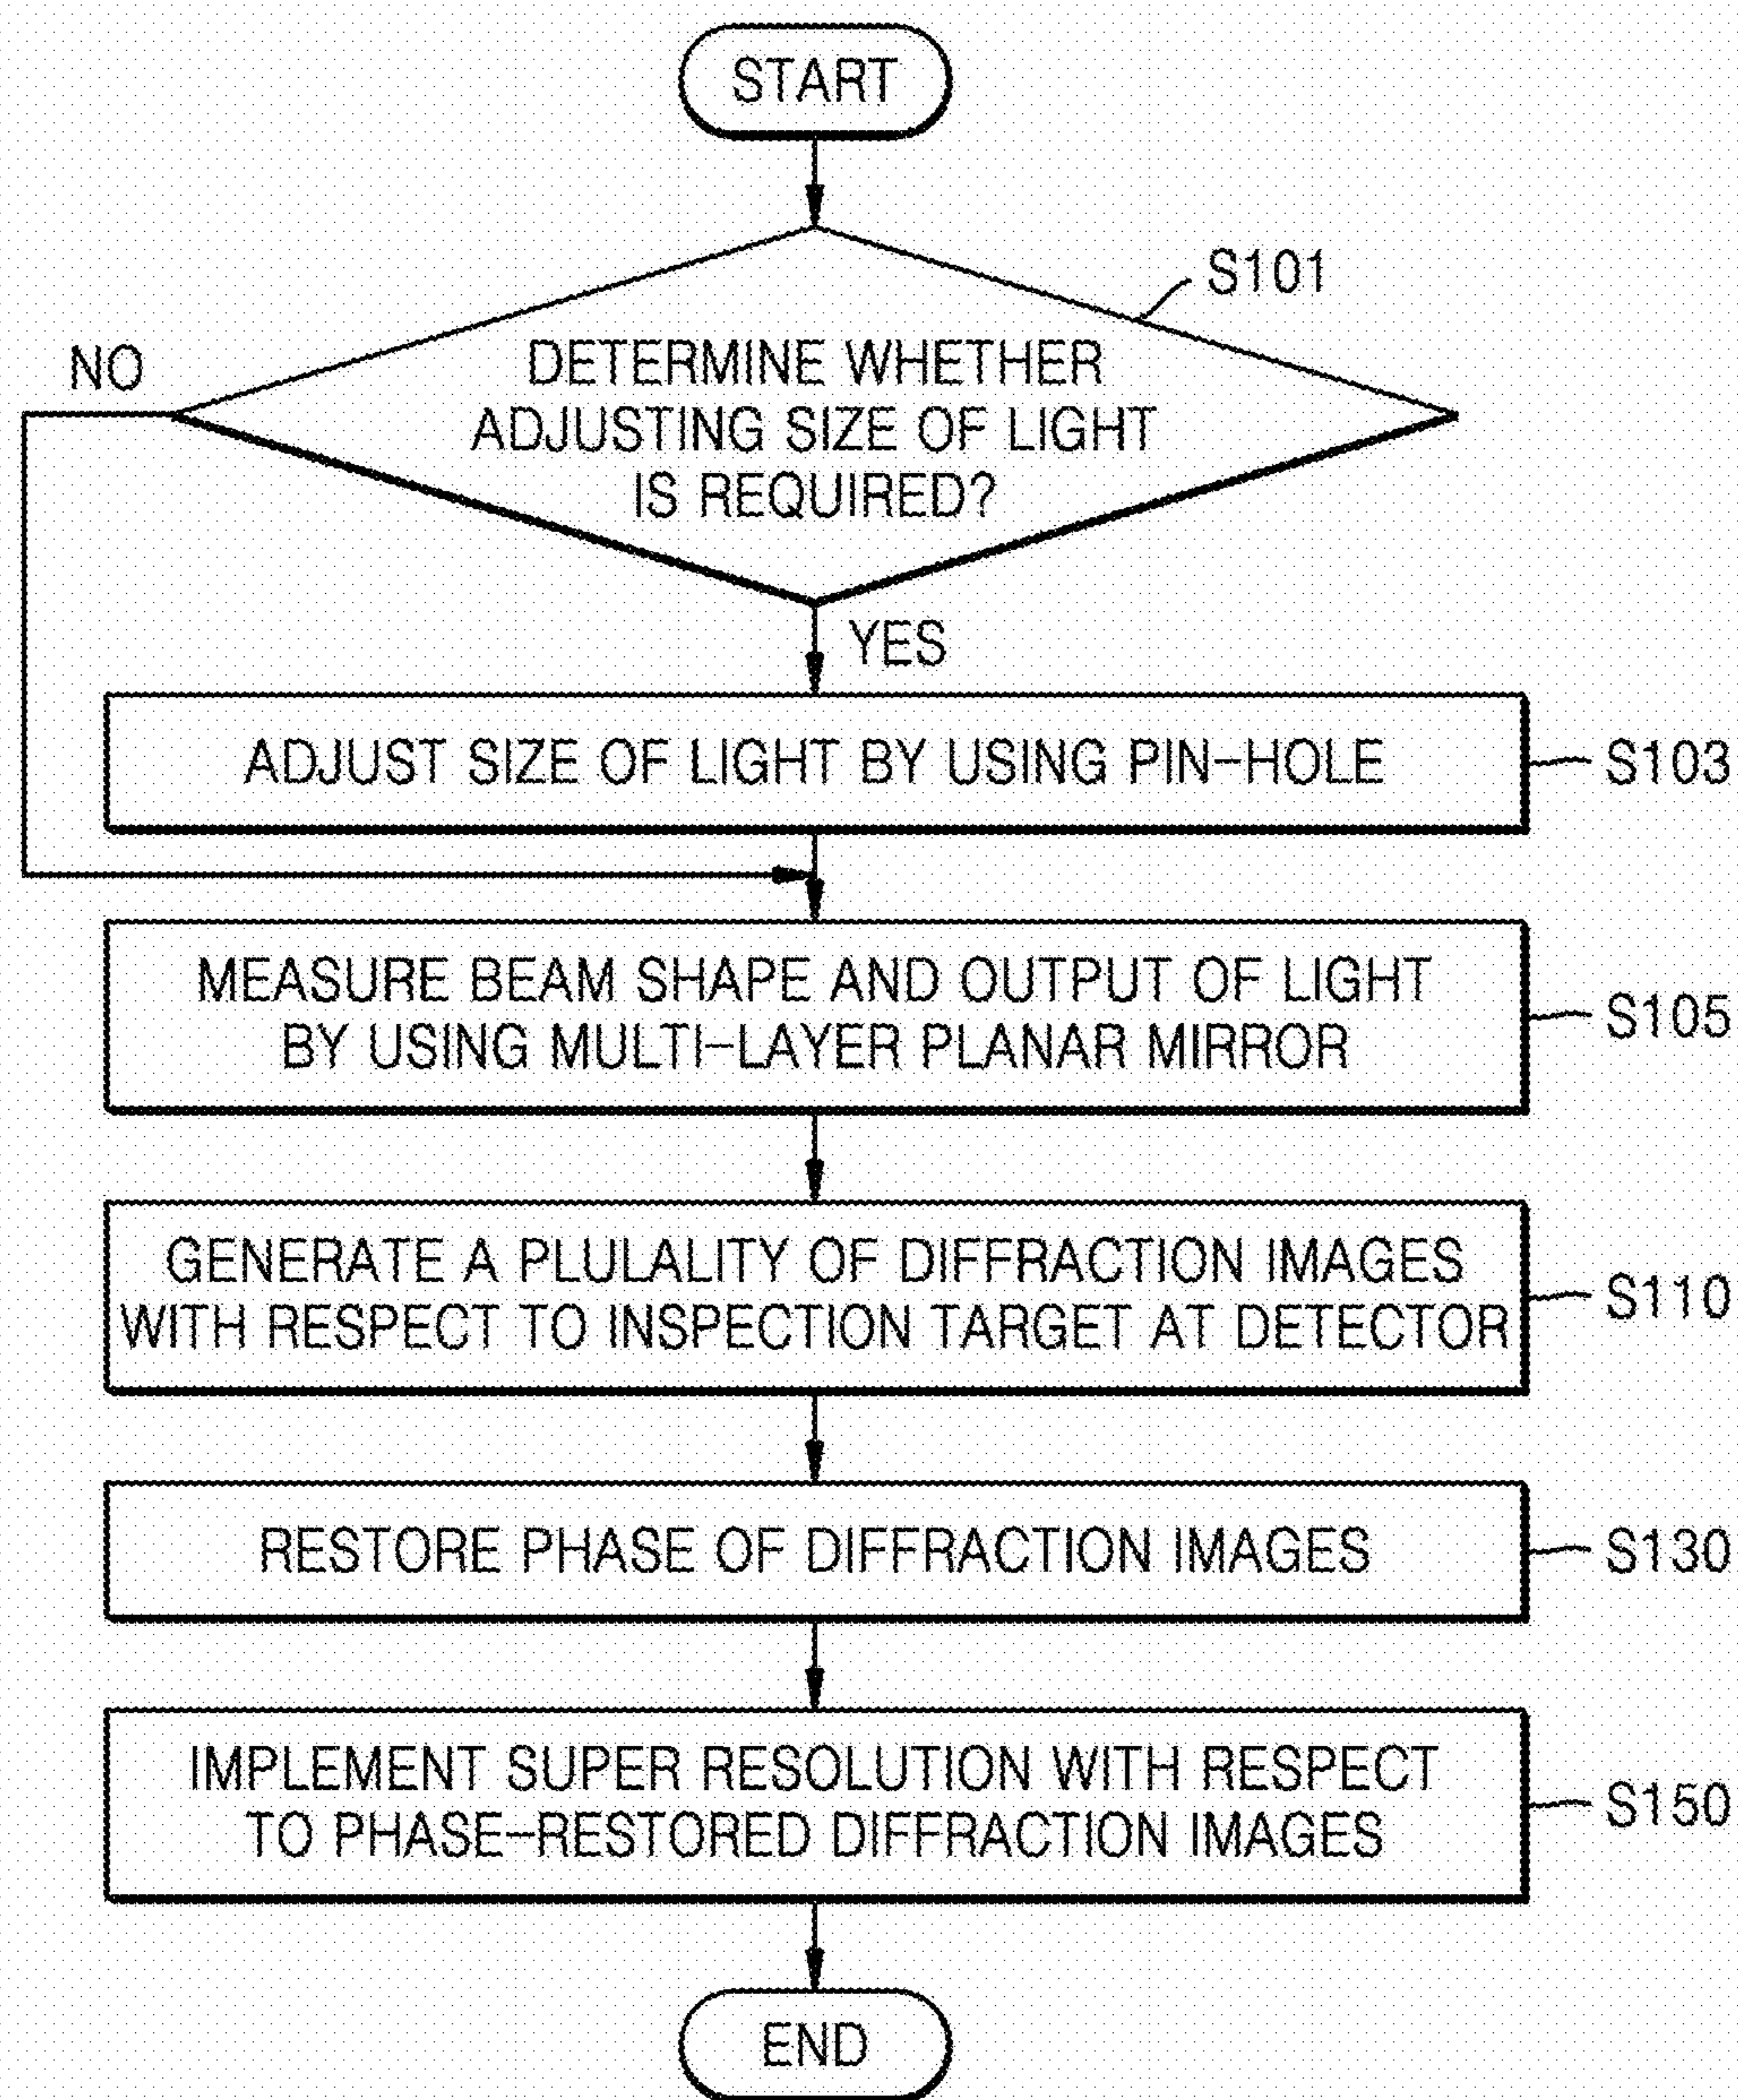 START
S101
NO
DETERMINE WHETHER
ADJUSTING SIZE OF LIGHT
IS REQUIRED?
YES
ADJUST SIZE OF LIGHT BY USING PIN-HOLE
S103
MEASURE BEAM SHAPE AND OUTPUT OF LIGHT
BY USING MULTI-LAYER PLANAR MIRROR
S105
GENERATE A PLULALITY OF DIFFRACTION IMAGES
WITH RESPECT TO INSPECTION TARGET AT DETECTOR
S110
RESTORE PHASE OF DIFFRACTION IMAGES
S130
IMPLEMENT SUPER RESOLUTION WITH RESPECT
TO PHASE-RESTORED DIFFRACTION IMAGES
S150
END